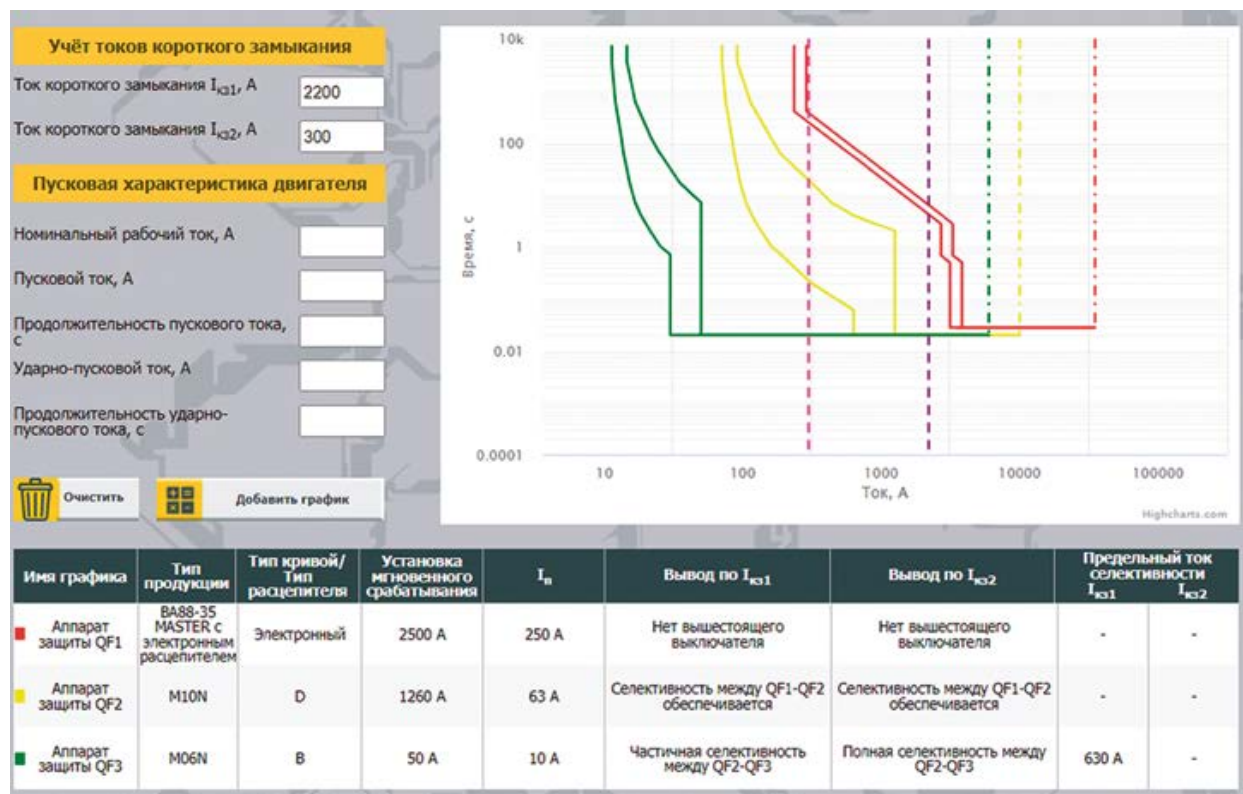 Учёт токов короткого замыкания
Ток короткого замыкания Iкз1, А
2200
Ток короткого замыкания Iкз2, А
300
Пусковая характеристика двигателя
Номинальный рабочий ток, А
Пусковой ток, А
Продолжительность пускового тока,
с
Ударно-пусковой ток, А
Продолжительность ударно-
пускового тока, с
Очистить
Добавить график
10k
100
1
0.01
0.0001
Время, с
10
100
1000
10000
100000
Ток, А
Highcharts.com
Имя графика
Тип
продукции
Тип кривой/
Тип
расцепителя
Установка
мгновенного
срабатывания
Iн
Вывод по Iкз1
Вывод по Iкз2
Предельный ток
селективности
Iкз1
Iкз2
Аппарат
защиты QF1
ВА88-35
MASTER с
электронным
расцепителем
Электронный
2500 А
250 А
Нет вышестоящего
выключателя
Нет вышестоящего
выключателя
-
-
Аппарат
защиты QF2
M10N
D
1260 А
63 А
Селективность между QF1-QF2
обеспечивается
Селективность между QF1-QF2
обеспечивается
-
-
Аппарат
защиты QF3
M06N
B
50 А
10 А
Частичная селективность
между QF2-QF3
Полная селективность между
QF2-QF3
630 А
-